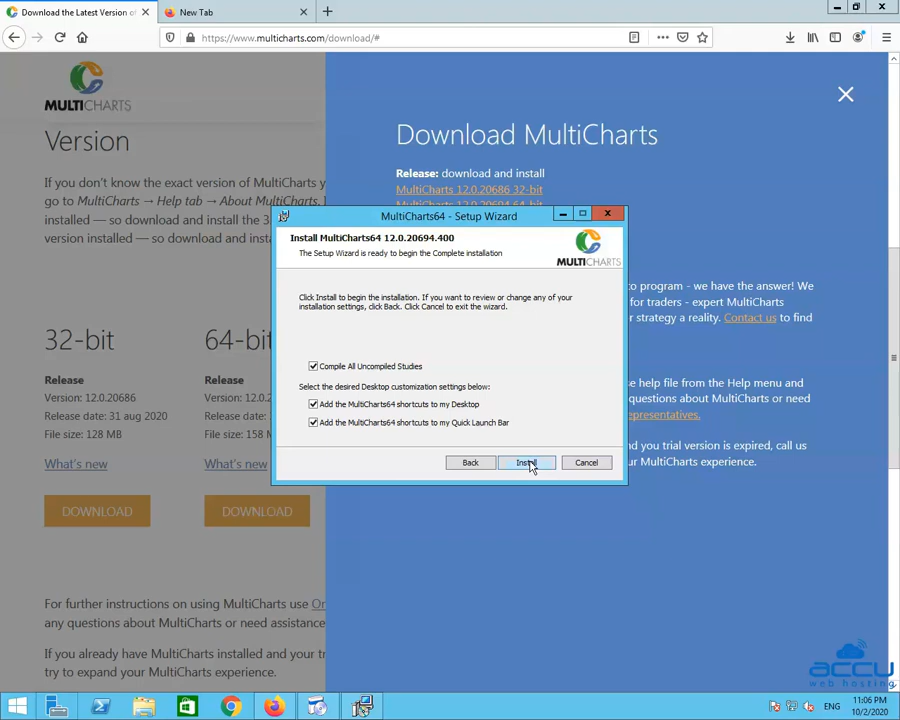 Download the Latest Version o
New Tab
https://www.multicharts.com/download/#
MULTICHARTS
Version
If you don't know the exact version of MultiCharts y
go to MultiCharts → Help tab → About MultiCharts.
installed — so download and install the 3
version installed) — so download and insta
32-bit
64-bit
Release
Release
Version: 12.0.20686
Version: 12.0.2
Release date: 31 aug 2020
Release date
File size: 128 MB
File size: 158 M
What's new
What's new
DOWNLOAD
DOWNLOAD
For further instructions on using MultiCharts use On
any questions about MultiCharts or need assistance
If you already have MultiCharts installed and your tr
try to expand your MultiCharts experience.
Download MultiCharts
Release: download and install
MultiCharts 12.0.20686 32-bit
MultiCharts 12.0.20694 64-bit
to program - we have the answer! We
for traders - expert MultiCharts
r strategy a reality. Contact us to find
e help file from the Help menu and
questions about MultiCharts or need
epresentatives.
nd you trial version is expired, call us
ur MultiCharts experience.
MultiCharts64 - Setup Wizard
Install MultiCharts64 12.0.20694.400
The Setup Wizard is ready to begin the Complete installation
MULTICHARTS
Click Install to begin the installation. If you want to review or change any of your
installation settings, click Back. Click Cancel to exit the wizard.
Compile All Uncompiled Studies
Select the desired Desktop customization settings below:
Add the MultiCharts64 shortcuts to my Desktop
Add the MultiCharts64 shortcuts to my Quick Launch Bar
Back
Install
Cancel
accu
web hosting
ENG
11:06 PM
10/2/2020